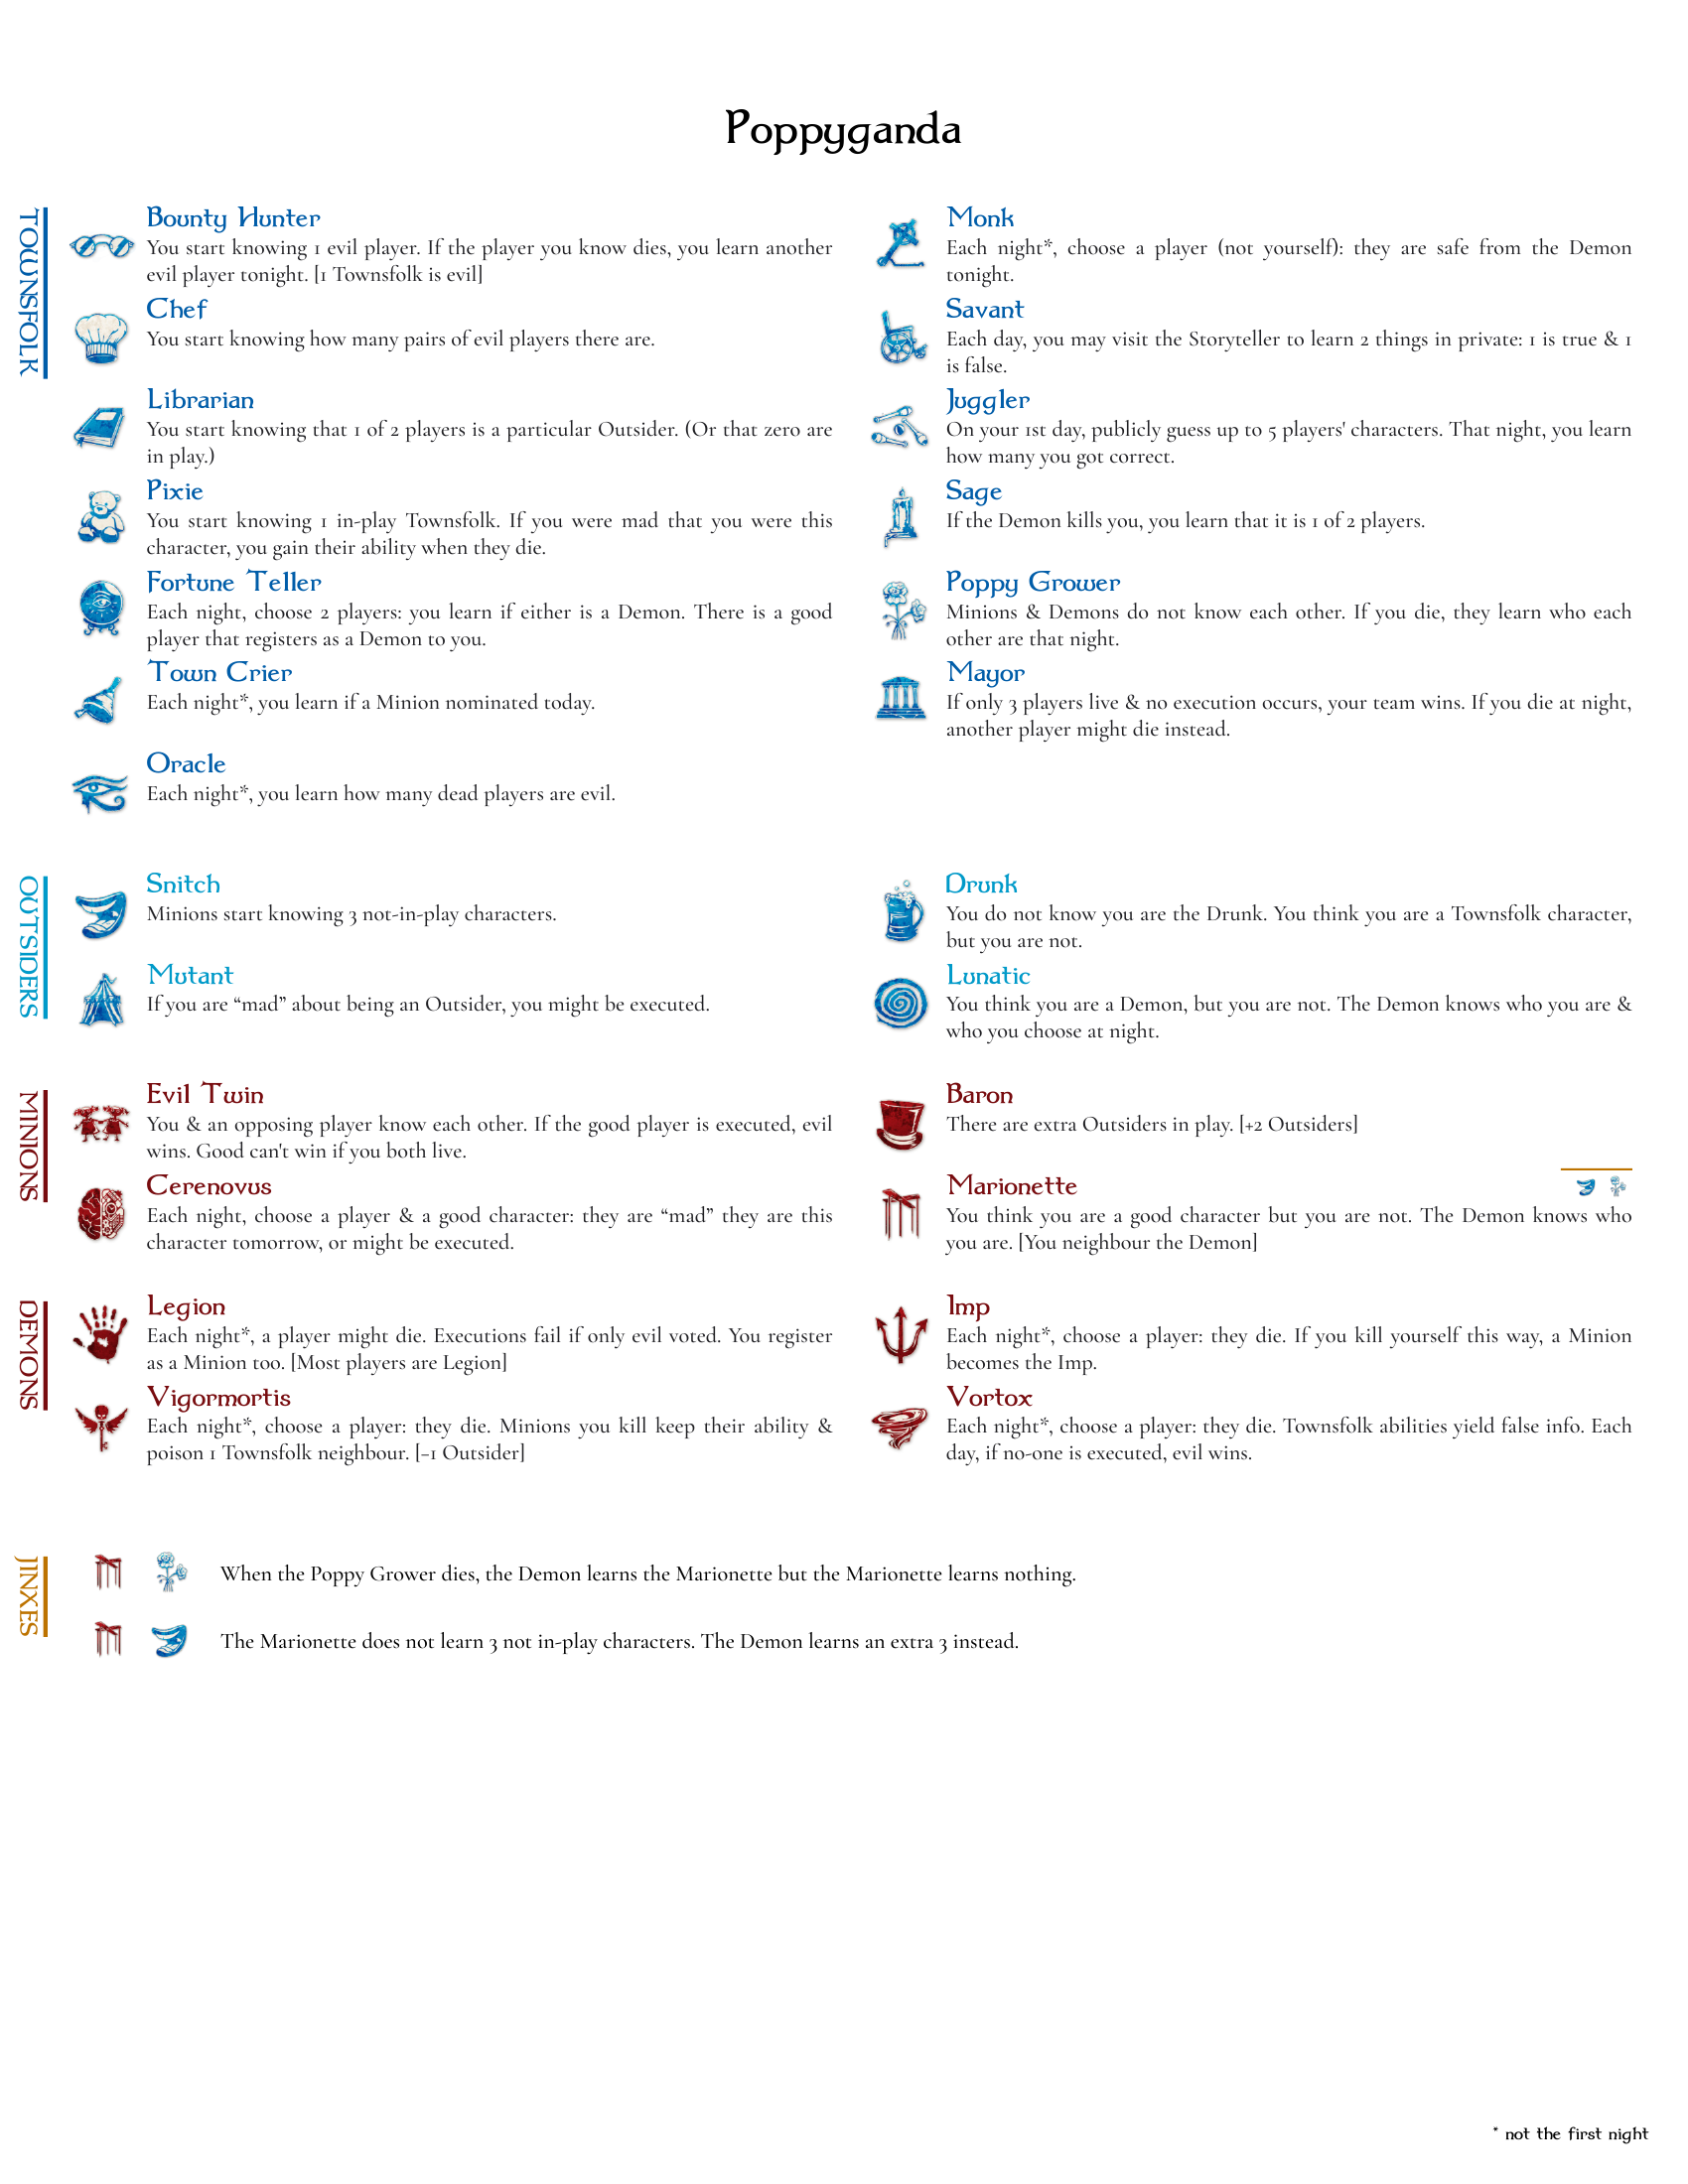 Poppyganda
TOWNSFOLK
Bounty Hunter
You start knowing 1 evil player. If the player you know dies, you learn another
evil player tonight. [1 Townsfolk is evil]
Chef
You start knowing how many pairs of evil players there are.
Librarian
You start knowing that 1 of 2 players is a particular Outsider. (Or that zero are
in play.)
Pixie
You start knowing 1 in-play Townsfolk. If you were mad that you were this
character, you gain their ability when they die.
Fortune Teller
Each night, choose 2 players: you learn if either is a Demon. There is a good
player that registers as a Demon to you.
Town Crier
Each night*, you learn if a Minion nominated today.
Oracle
Each night*, you learn how many dead players are evil.
Monk
Each night*, choose a player (not yourself): they are safe from the Demon
tonight.
Savant
Each day, you may visit the Storyteller to learn 2 things in private: 1 is true & 1
is false.
Juggler
On your 1st day, publicly guess up to 5 players' characters. That night, you learn
how many you got correct.
Sage
If the Demon kills you, you learn that it is 1 of 2 players.
Poppy Grower
Minions & Demons do not know each other. If you die, they learn who each
other are that night.
Mayor
If only 3 players live & no execution occurs, your team wins. If you die at night,
another player might die instead.
OUTSIDERS
Snitch
Minions start knowing 3 not-in-play characters.
Mutant
If you are “mad” about being an Outsider, you might be executed.
Drunk
You do not know you are the Drunk. You think you are a Townsfolk character,
but you are not.
Lunatic
You think you are a Demon, but you are not. The Demon knows who you are &
who you choose at night.
MINIONS
Evil Twin
You & an opposing player know each other. If the good player is executed, evil
wins. Good can't win if you both live.
Cerenovus
Each night, choose a player & a good character: they are “mad” they are this
character tomorrow, or might be executed.
Baron
There are extra Outsiders in play. [+2 Outsiders]
Marionette
You think you are a good character but you are not. The Demon knows who
you are. [You neighbour the Demon]
DEMONS
Legion
Each night*, a player might die. Executions fail if only evil voted. You register
as a Minion too. [Most players are Legion]
Vigormortis
Each night*, choose a player: they die. Minions you kill keep their ability &
poison 1 Townsfolk neighbour. [-1 Outsider]
Imp
Each night*, choose a player: they die. If you kill yourself this way, a Minion
becomes the Imp.
Vortox
Each night*, choose a player: they die. Townsfolk abilities yield false info. Each
day, if no-one is executed, evil wins.
JINXES
When the Poppy Grower dies, the Demon learns the Marionette but the Marionette learns nothing.
The Marionette does not learn 3 not in-play characters. The Demon learns an extra 3 instead.
* not the first night